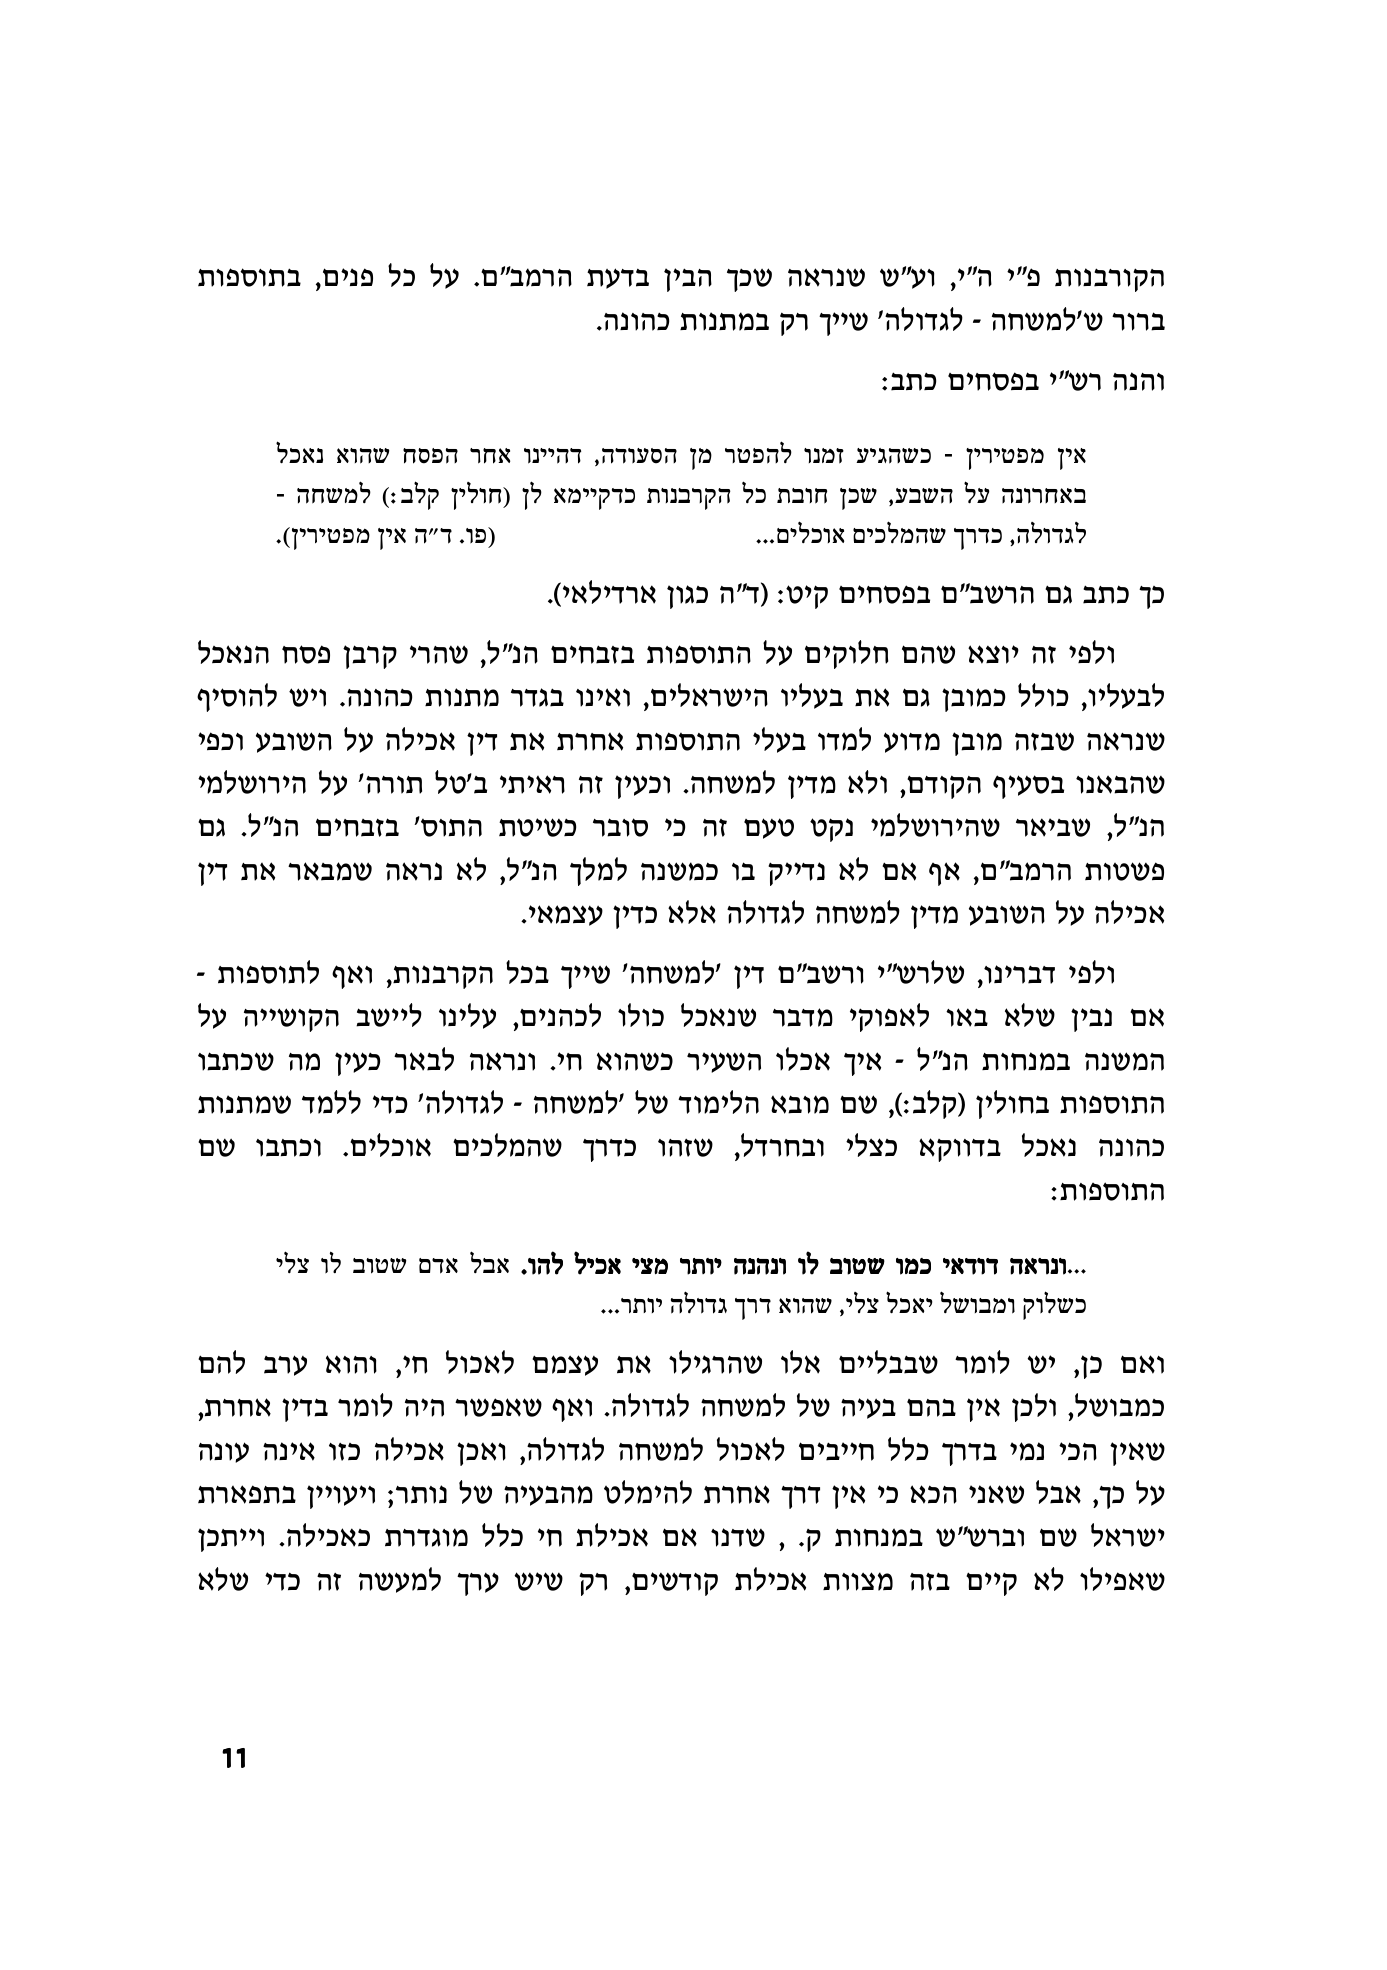 הקורבנות פ"י ה"י, וע"ש שנראה שכך הבין בדעת הרמב"ם. על כל פנים, בתוספות
ברור ש'למשחה - לגדולה' שייך רק במתנות כהונה.
והנה רש"י בפסחים כתב:
אין מפטירין - כשהגיע זמנו להפטר מן הסעודה, דהיינו אחר הפסח שהוא נאכל
באחרונה על השבע, שכן חובת כל הקרבנות כדקיימא לן (חולין קלב:) למשחה -
לגדולה, כדרך שהמלכים אוכלים... (פו. ד"ה אין מפטירין).
כך כתב גם הרשב"ם בפסחים קיט: (ד"ה כגון ארדילאי).
ולפי זה יוצא שהם חלוקים על התוספות בזבחים הנ"ל, שהרי קרבן פסח הנאכל
לבעליו, כולל כמובן גם את בעליו הישראלים, ואינו בגדר מתנות כהונה. ויש להוסיף
שנראה שבזה מובן מדוע למדו בעלי התוספות אחרת את דין אכילה על השובע וכפי
שהבאנו בסעיף הקודם, ולא מדין למשחה. וכעין זה ראיתי ב'טל תורה' על הירושלמי
הנ"ל, שביאר שהירושלמי נקט טעם זה כי סובר כשיטת התוס' בזבחים הנ"ל. גם
פשטות הרמב"ם, אף אם לא נדייק בו כמשנה למלך הנ"ל, לא נראה שמבאר את דין
אכילה על השובע מדין למשחה לגדולה אלא כדין עצמאי.
ולפי דברינו, שלרש"י ורשב"ם דין 'למשחה' שייך בכל הקרבנות, ואף לתוספות -
אם נבין שלא באו לאפוקי מדבר שנאכל כולו לכהנים, עלינו ליישב הקושייה על
המשנה במנחות הנ"ל - איך אכלו השעיר כשהוא חי. ונראה לבאר כעין מה שכתבו
התוספות בחולין (קלב:), שם מובא הלימוד של 'למשחה - לגדולה' כדי ללמד שמתנות
כהונה נאכל בדווקא כצלי ובחרדל, שזהו כדרך שהמלכים אוכלים. וכתבו שם
התוספות:
...ונראה דודאי כמו שטוב לו ונהנה יותר מצי אכיל להו. אבל אדם שטוב לו צלי
כשלוק ומבושל יאכל צלי, שהוא דרך גדולה יותר...
ואם כן, יש לומר שבבליים אלו שהרגילו את עצמם לאכול חי, והוא ערב להם
כמבושל, ולכן אין בהם בעיה של למשחה לגדולה. ואף שאפשר היה לומר בדין אחרת,
שאין הכי נמי בדרך כלל חייבים לאכול למשחה לגדולה, ואכן אכילה כזו אינה עונה
על כך, אבל שאני הכא כי אין דרך אחרת להימלט מהבעיה של נותר; ויעויין בתפארת
ישראל שם וברש"ש במנחות ק. , שדנו אם אכילת חי כלל מוגדרת כאכילה. וייתכן
שאפילו לא קיים בזה מצוות אכילת קודשים, רק שיש ערך למעשה זה כדי שלא
11